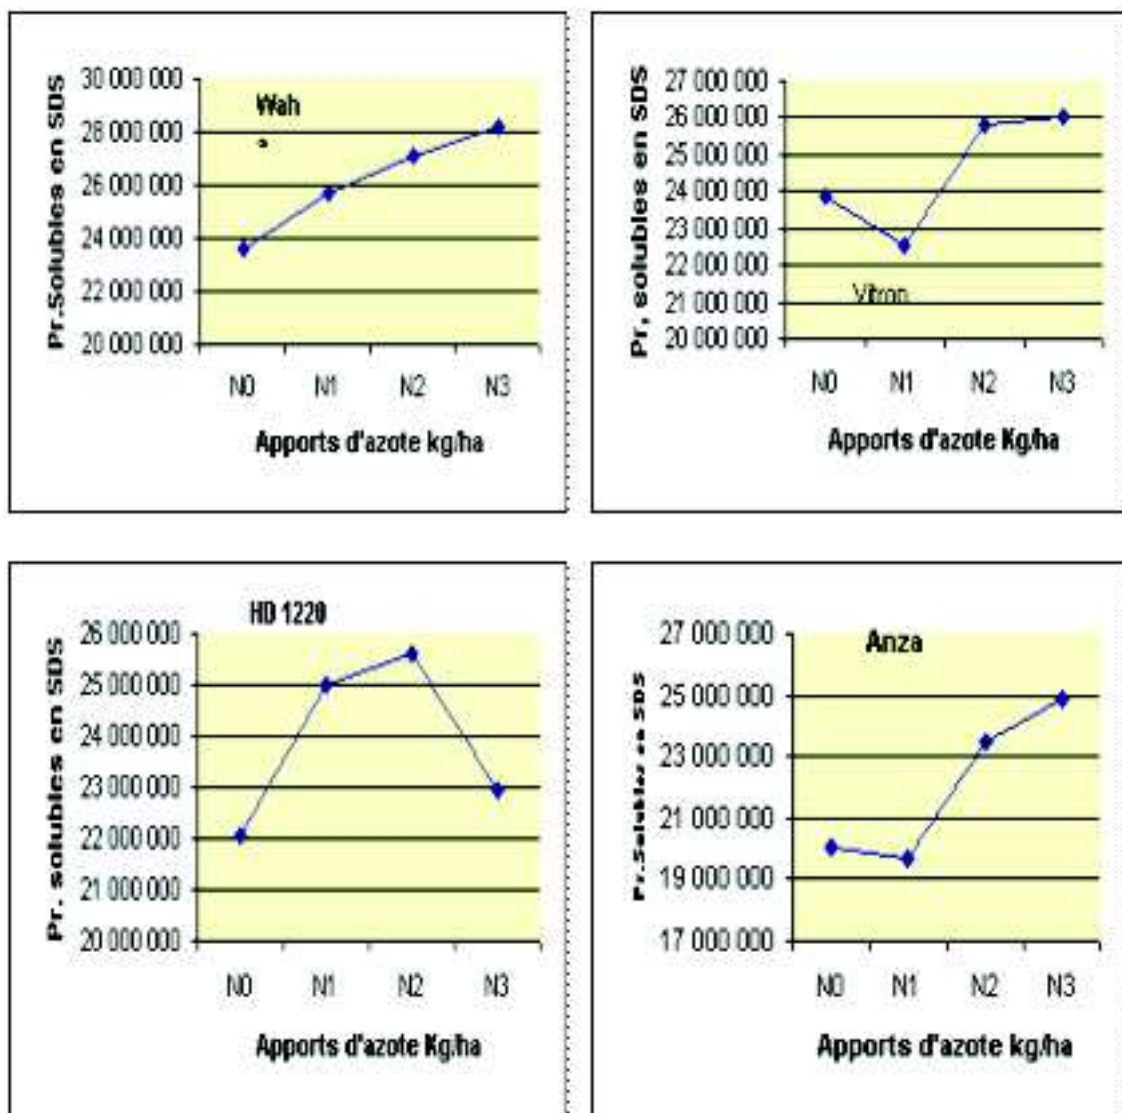 Pr.Solubles en SDS
30 000 000
28 000 000
26 000 000
24 000 000
22 000 000
20 000 000
Wah
N0 N1 N2 N3
Apports d'azote kg/ha
Pr, solubles en SDS
27 000 000
26 000 000
25 000 000
24 000 000
23 000 000
22 000 000
21 000 000
20 000 000
Vitron
N0 N1 N2 N3
Apports d'azote Kg/ha
HD 1220
Pr. solubles en SDS
26 000 000
25 000 000
24 000 000
23 000 000
22 000 000
21 000 000
20 000 000
N0 N1 N2 N3
Apports d'azote Kg/ha
Anza
Pr.Solubles en SDS
27 000 000
25 000 000
23 000 000
21 000 000
19 000 000
17 000 000
N0 N1 N2 N3
Apports d'azote kg/ha